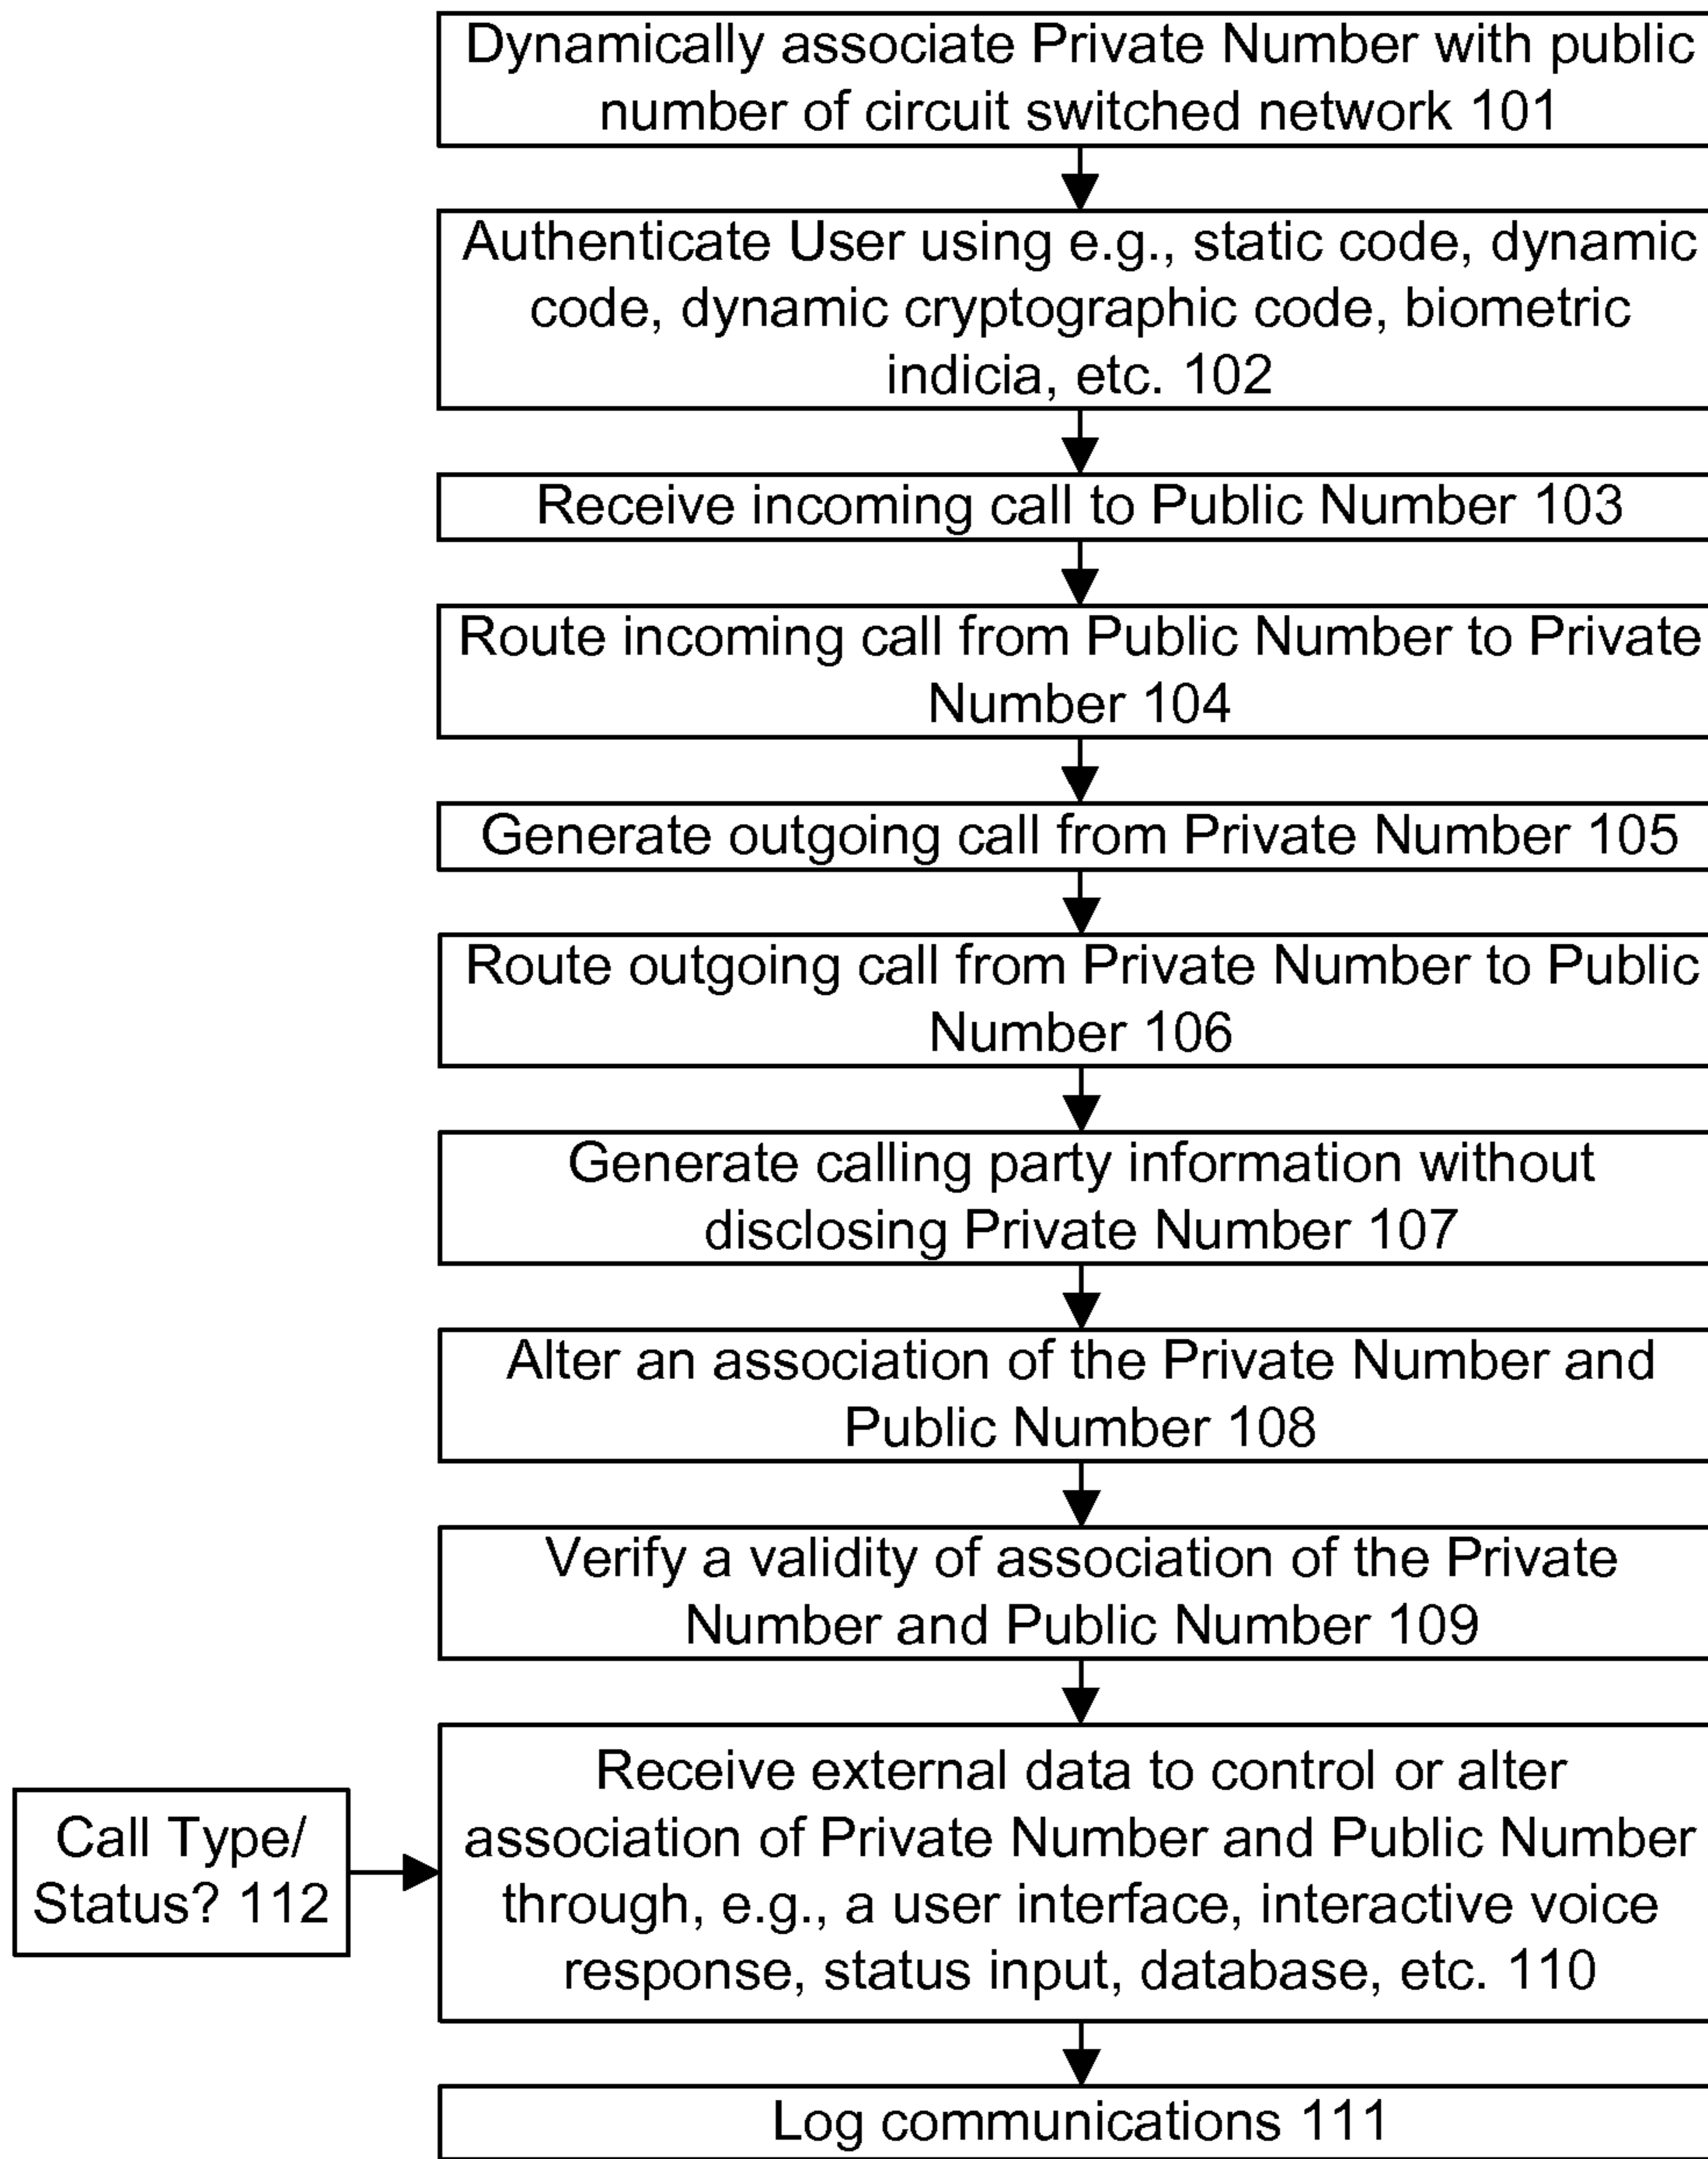 Dynamically associate Private Number with public
number of circuit switched network 101
Authenticate User using e.g., static code, dynamic
code, dynamic cryptographic code, biometric
indicia, etc. 102
Receive incoming call to Public Number 103
Route incoming call from Public Number to Private
Number 104
Generate outgoing call from Private Number 105
Route outgoing call from Private Number to Public
Number 106
Generate calling party information without
disclosing Private Number 107
Alter an association of the Private Number and
Public Number 108
Verify a validity of association of the Private
Number and Public Number 109
Call Type/
Status? 112
Receive external data to control or alter
association of Private Number and Public Number
through, e.g., a user interface, interactive voice
response, status input, database, etc. 110
Log communications 111